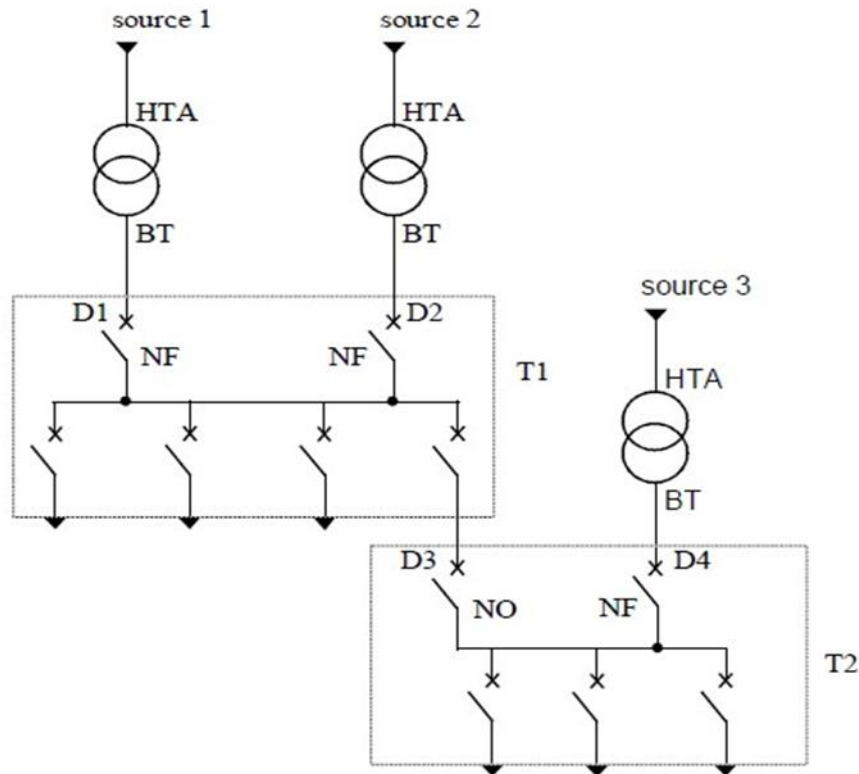 source 1
source 2
HTA
HTA
BT
BT
D1
D2
NF
NF
T1
source 3
HTA
BT
D3
D4
NO
NF
T2